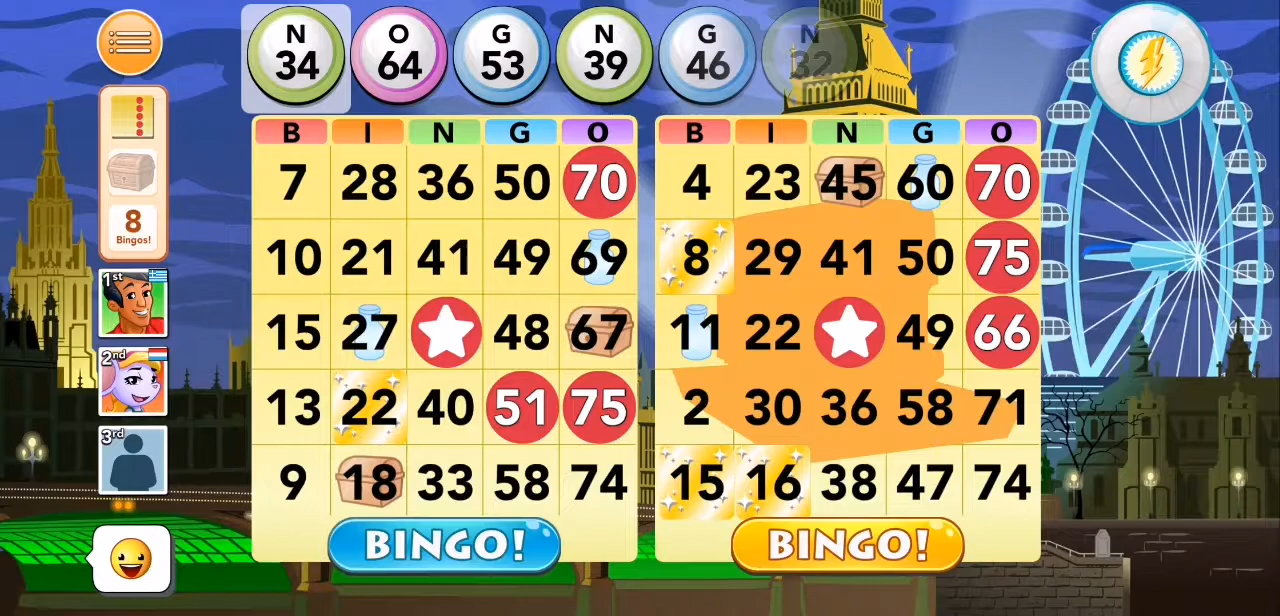 N O G N G N
34 64 53 39 46 32
B I N G O
7 28 36 50 70
10 21 41 49 69
15 27 48 67
13 22 40 51 75
9 18 33 58 74
BINGO!
B I N G O
4 23 45 60 70
8 29 41 50 75
11 22 49 66
2 30 36 58 71
15 16 38 47 74
BINGO!
8
Bingos!
1st
2nd
3rd